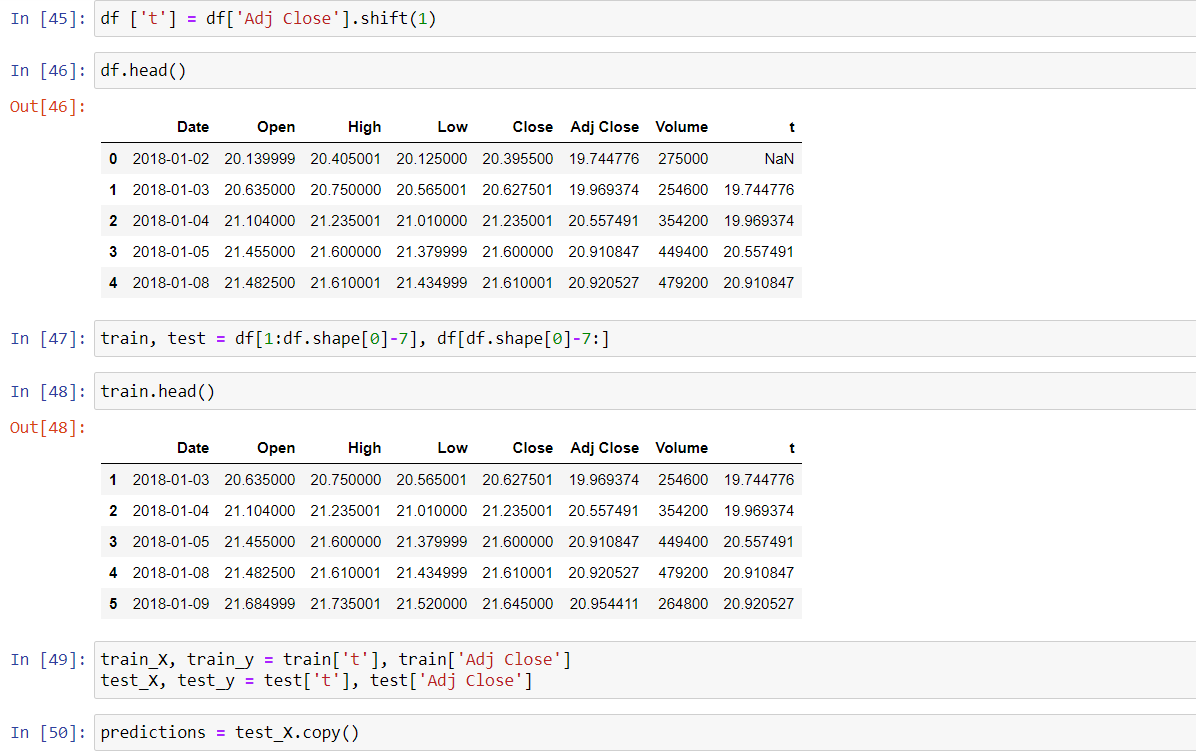 In [45]: df ['t'] = df['Adj Close'].shift(1)
In [46]: df.head()
Out[46]:
Date Open High Low Close Adj Close Volume t
0 2018-01-02 20.139999 20.405001 20.125000 20.395500 19.744776 275000 NaN
1 2018-01-03 20.635000 20.750000 20.565001 20.627501 19.969374 254600 19.744776
2 2018-01-04 21.104000 21.235001 21.010000 21.235001 20.557491 354200 19.969374
3 2018-01-05 21.455000 21.600000 21.379999 21.600000 20.910847 449400 20.557491
4 2018-01-08 21.482500 21.610001 21.434999 21.610001 20.920527 479200 20.910847
In [47]: train, test = df[1:df.shape[0]-7], df[df.shape[0]-7:]
In [48]: train.head()
Out[48]:
Date Open High Low Close Adj Close Volume t
1 2018-01-03 20.635000 20.750000 20.565001 20.627501 19.969374 254600 19.744776
2 2018-01-04 21.104000 21.235001 21.010000 21.235001 20.557491 354200 19.969374
3 2018-01-05 21.455000 21.600000 21.379999 21.600000 20.910847 449400 20.557491
4 2018-01-08 21.482500 21.610001 21.434999 21.610001 20.920527 479200 20.910847
5 2018-01-09 21.684999 21.735001 21.520000 21.645000 20.954411 264800 20.920527
In [49]: train_X, train_y = train['t'], train['Adj Close']
test_X, test_y = test['t'], test['Adj Close']
In [50]: predictions = test_X.copy()